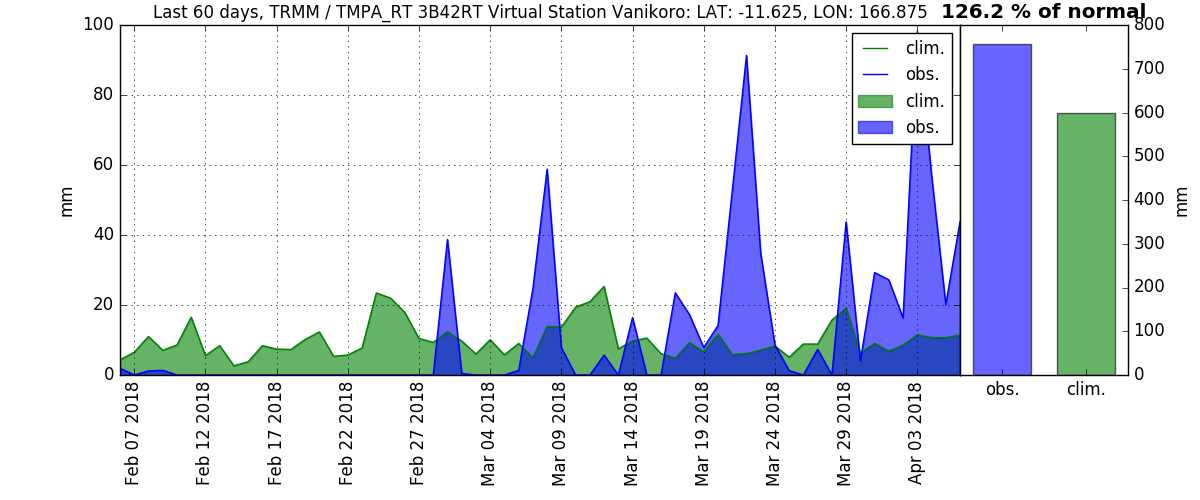 Last 60 days, TRMM / TMPA_RT 3B42RT Virtual Station Vanikoro: LAT: -11.625, LON: 166.875 126.2 % of normal
100
80
60
40
20
0
mm
clim.
obs.
clim.
obs.
Feb 07 2018
Feb 12 2018
Feb 17 2018
Feb 22 2018
Feb 27 2018
Mar 04 2018
Mar 09 2018
Mar 14 2018
Mar 19 2018
Mar 24 2018
Mar 29 2018
Apr 03 2018
800
700
600
500
400
300
200
100
0
mm
obs.
clim.